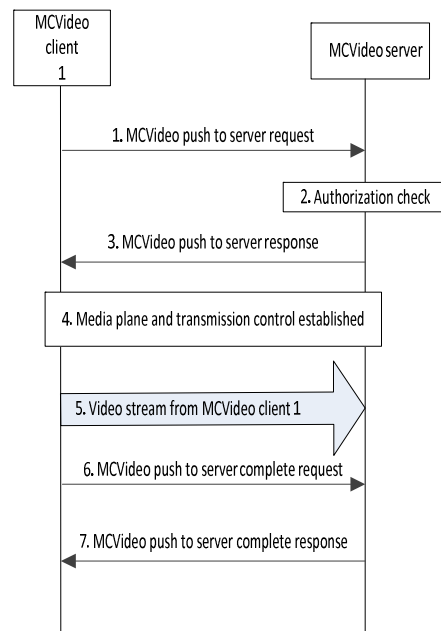 MCVideo
client
1
MCVideo server
1. MCVideo push to server request
2. Authorization check
3. MCVideo push to server response
4. Media plane and transmission control established
5. Video stream from MCVideo client 1
6. MCVideo push to server complete request
7. MCVideo push to server complete response